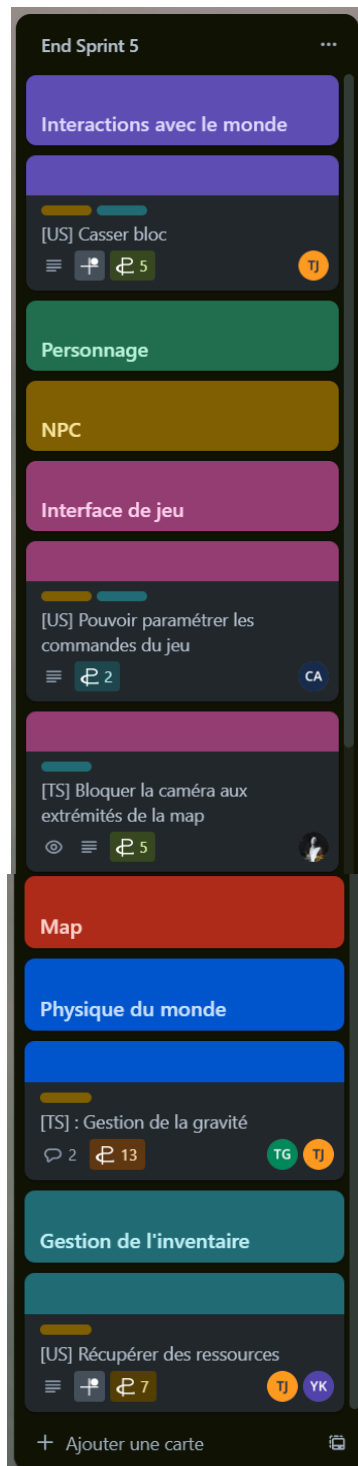 End Sprint 5
Interactions avec le monde
[US] Casser bloc
5
TJ
Personnage
NPC
Interface de jeu
[US] Pouvoir paramétrer les
commandes du jeu
2
CA
[TS] Bloquer la caméra aux
extrémités de la map
5
Map
Physique du monde
[TS] : Gestion de la gravité
2 13
TG TJ
Gestion de l'inventaire
[US] Récupérer des ressources
7
TJ YK
+ Ajouter une carte